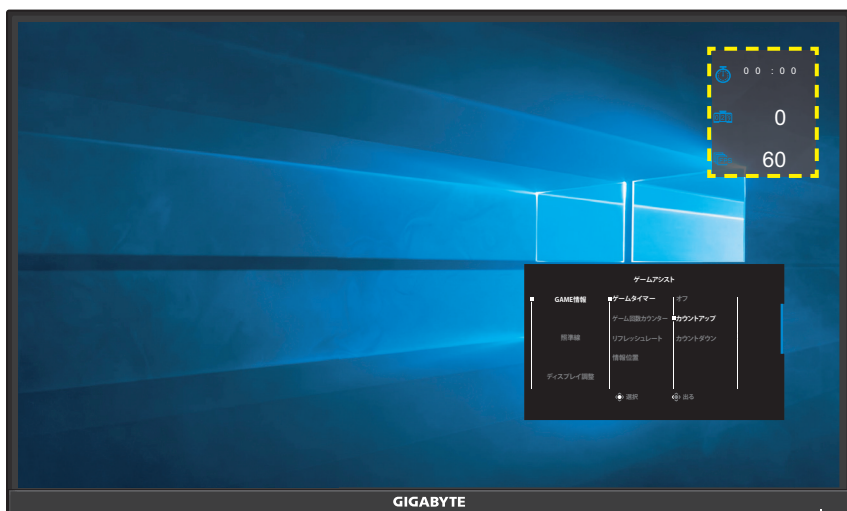 00:00
0
60
ゲームアシスト
GAME情報 ゲームタイマー オフ
ゲーム回数カウンター カウントアップ
照準線 リフレッシュレート カウントダウン
情報位置
ディスプレイ調整
選択 出る
GIGABYTE